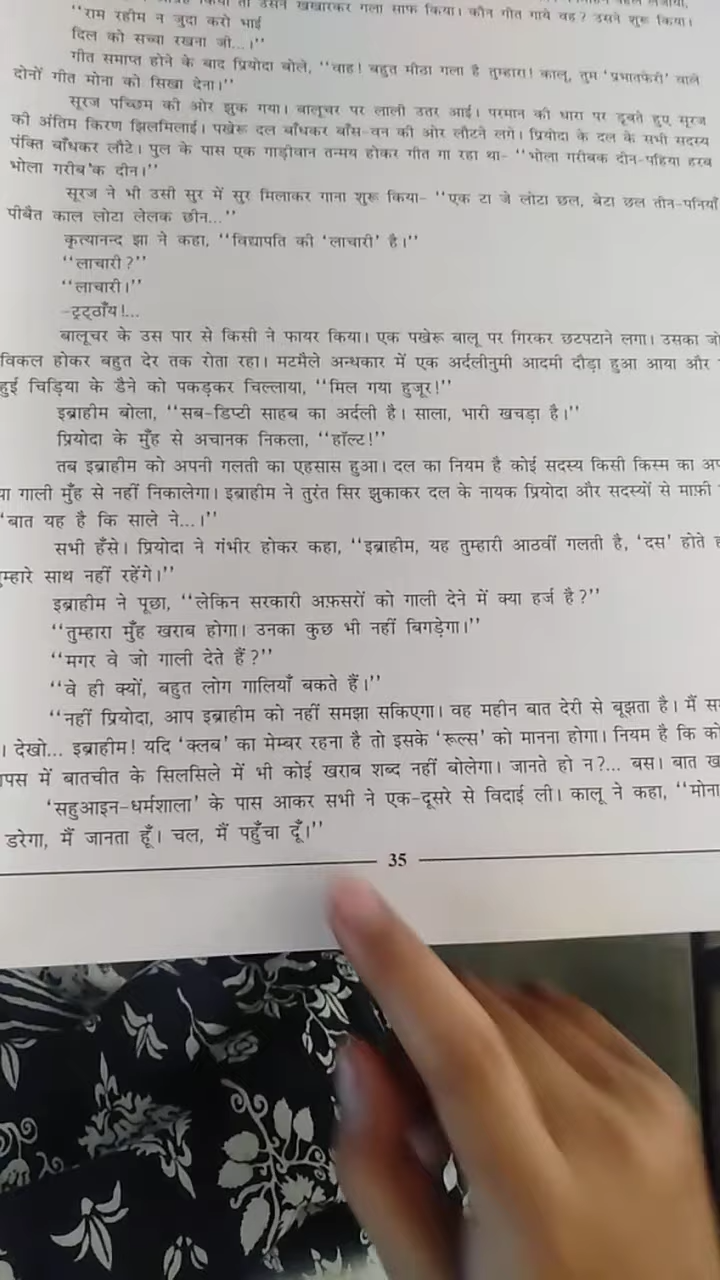 उसने खखारकर गला साफ किया। कौन गीत गाये वह? उसने शुरू किया।
“राम रहीम न जुदा करो भाई
दिल को सच्चा रखना जी...।”
गीत समाप्त होने के बाद प्रियोदा बोले, “वाह! बहुत मीठा गला है तुम्हारा! कालू, तुम ‘प्रभातफेरी’ वाले
दोनों गीत मोना को सिखा देना।”
सूरज पच्छिम की ओर झुक गया। बालूचर पर लाली उतर आई। परमान की धारा पर डूबते हुए सूरज
की अंतिम किरण झिलमिलाई। पखेरू दल बाँधकर बाँस-वन की ओर लौटने लगे। प्रियोदा के दल के सभी सदस्य
पंक्ति बाँधकर लौटे। पुल के पास एक गाड़ीवान तन्मय होकर गीत गा रहा था- “भोला गरीबक दीन-पहिया हरब
भोला गरीब'क दीन।”
सूरज ने भी उसी सुर में सुर मिलाकर गाना शुरू किया- “एक टा जे लोटा छल, बेटा छल तीन-पनियाँ
पीबैत काल लोटा लेलक छीन...”
कृत्यानन्द झा ने कहा, “विद्यापति की ‘लाचारी’ है।”
“लाचारी?”
“लाचारी।”
-ट्रट्ठाँय!...
बालूचर के उस पार से किसी ने फायर किया। एक पखेरू बालू पर गिरकर छटपटाने लगा। उसका जो
विकल होकर बहुत देर तक रोता रहा। मटमैले अन्धकार में एक अर्दलीनुमी आदमी दौड़ा हुआ आया और
हुई चिड़िया के डैने को पकड़कर चिल्लाया, “मिल गया हुजूर!”
इब्राहीम बोला, “सब-डिप्टी साहब का अर्दली है। साला, भारी खचड़ा है।”
प्रियोदा के मुँह से अचानक निकला, “हॉल्ट!”
तब इब्राहीम को अपनी गलती का एहसास हुआ। दल का नियम है कोई सदस्य किसी किस्म का अप
या गाली मुँह से नहीं निकालेगा। इब्राहीम ने तुरंत सिर झुकाकर दल के नायक प्रियोदा और सदस्यों से माफ़ी
‘बात यह है कि साले ने...।”
सभी हँसे। प्रियोदा ने गंभीर होकर कहा, “इब्राहीम, यह तुम्हारी आठवीं गलती है, ‘दस’ होते ह
म्हारे साथ नहीं रहेंगे।”
इब्राहीम ने पूछा, “लेकिन सरकारी अफ़सरों को गाली देने में क्या हर्ज है?”
“तुम्हारा मुँह खराब होगा। उनका कुछ भी नहीं बिगड़ेगा।”
“मगर वे जो गाली देते हैं?”
“वे ही क्यों, बहुत लोग गालियाँ बकते हैं।”
“नहीं प्रियोदा, आप इब्राहीम को नहीं समझा सकिएगा। वह महीन बात देरी से बूझता है। मैं स
। देखो... इब्राहीम! यदि ‘क्लब’ का मेम्बर रहना है तो इसके ‘रूल्स’ को मानना होगा। नियम है कि को
पस में बातचीत के सिलसिले में भी कोई खराब शब्द नहीं बोलेगा। जानते हो न?... बस। बात ख
‘सहुआइन-धर्मशाला’ के पास आकर सभी ने एक-दूसरे से विदाई ली। कालू ने कहा, “मोना
डरेगा, मैं जानता हूँ। चल, मैं पहुँचा दूँ।”
35